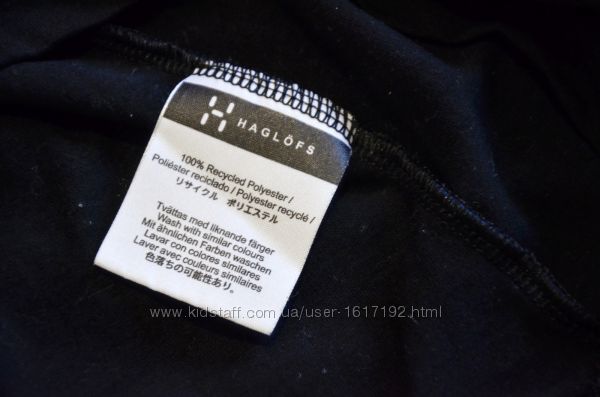 HAGLÖFS
100% Recycled Polyester /
Poliéster reciclado / Polyester recyclé /
リサイクル ポリエステル
Tvättas med liknande färger
Wash with similar colours
Mit ähnlichen Farben waschen
Lavar con colores similares
Laver avec couleurs similaires
色落ちの可能性あり。
www.kidstaff.com.ua/user-1617192.html